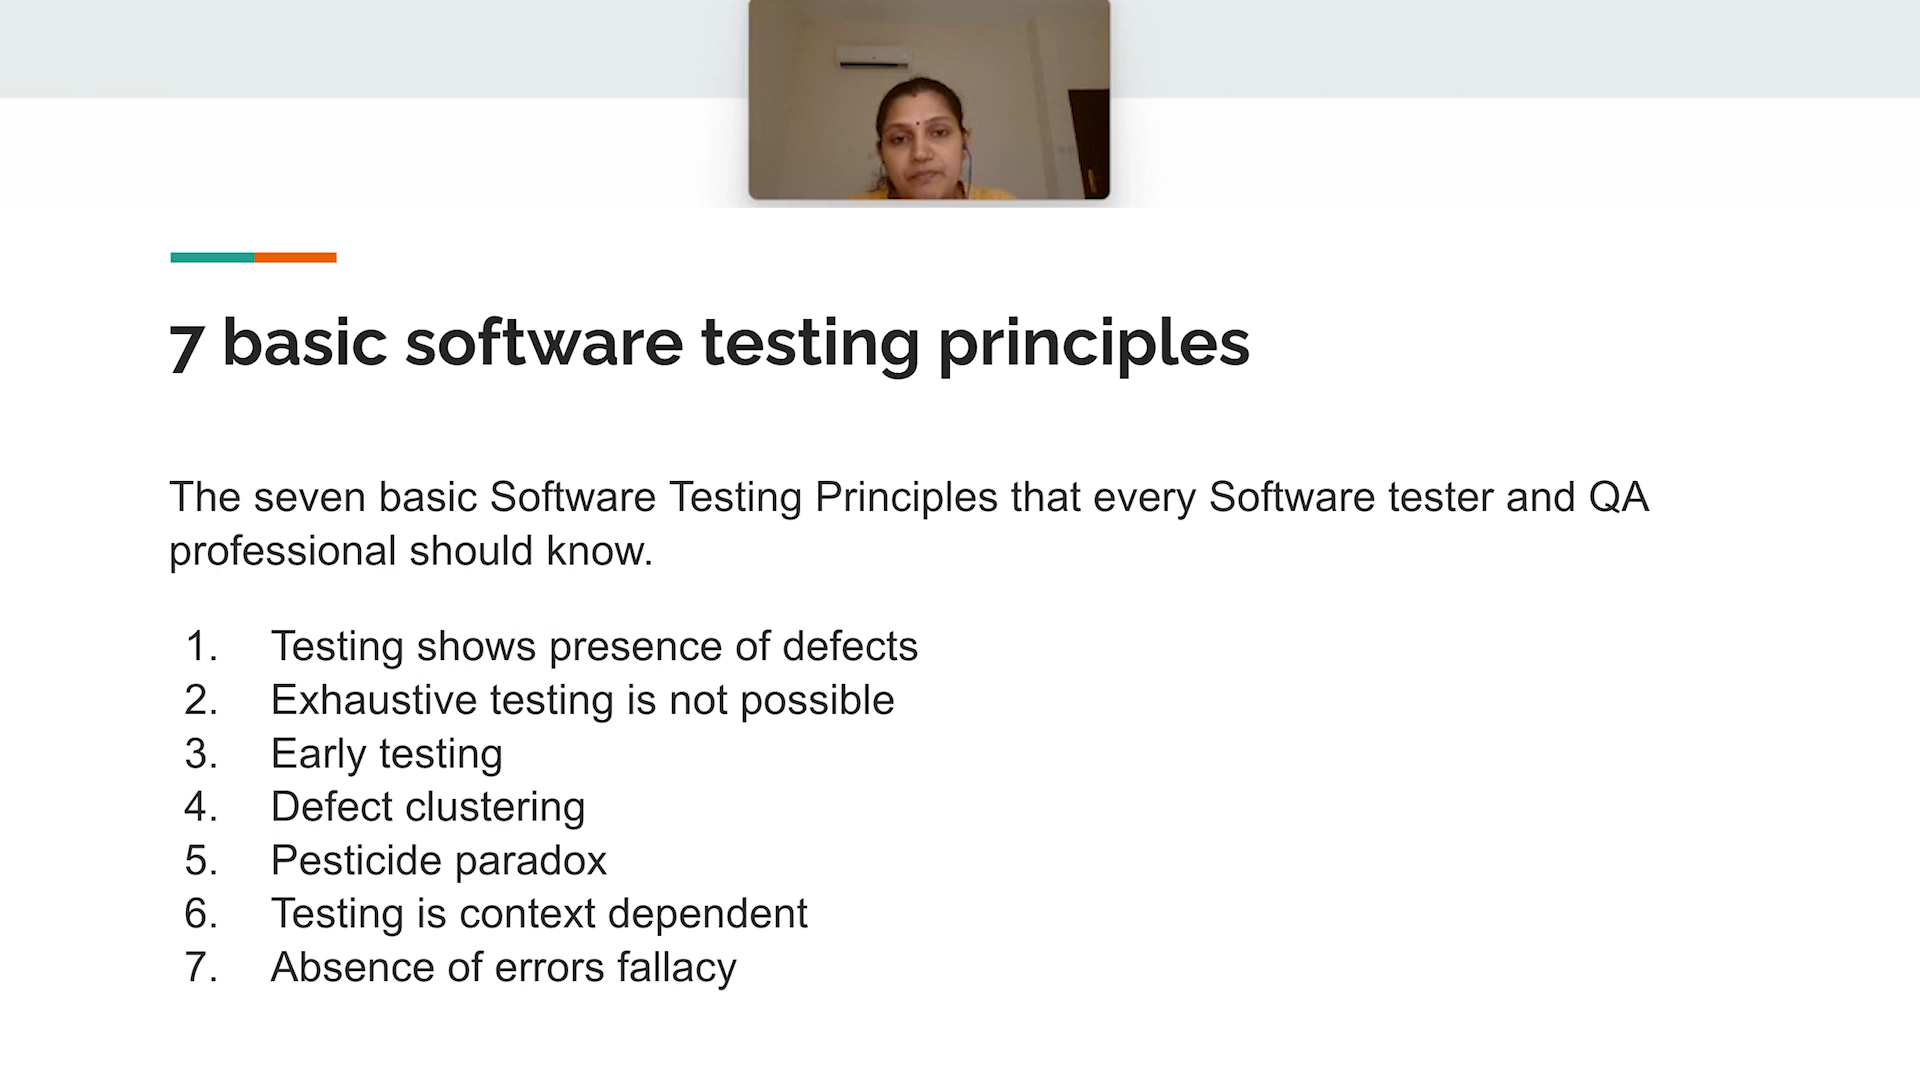 7 basic software testing principles
The seven basic Software Testing Principles that every Software tester and QA
professional should know.
1. Testing shows presence of defects
2. Exhaustive testing is not possible
3. Early testing
4. Defect clustering
5. Pesticide paradox
6. Testing is context dependent
7. Absence of errors fallacy